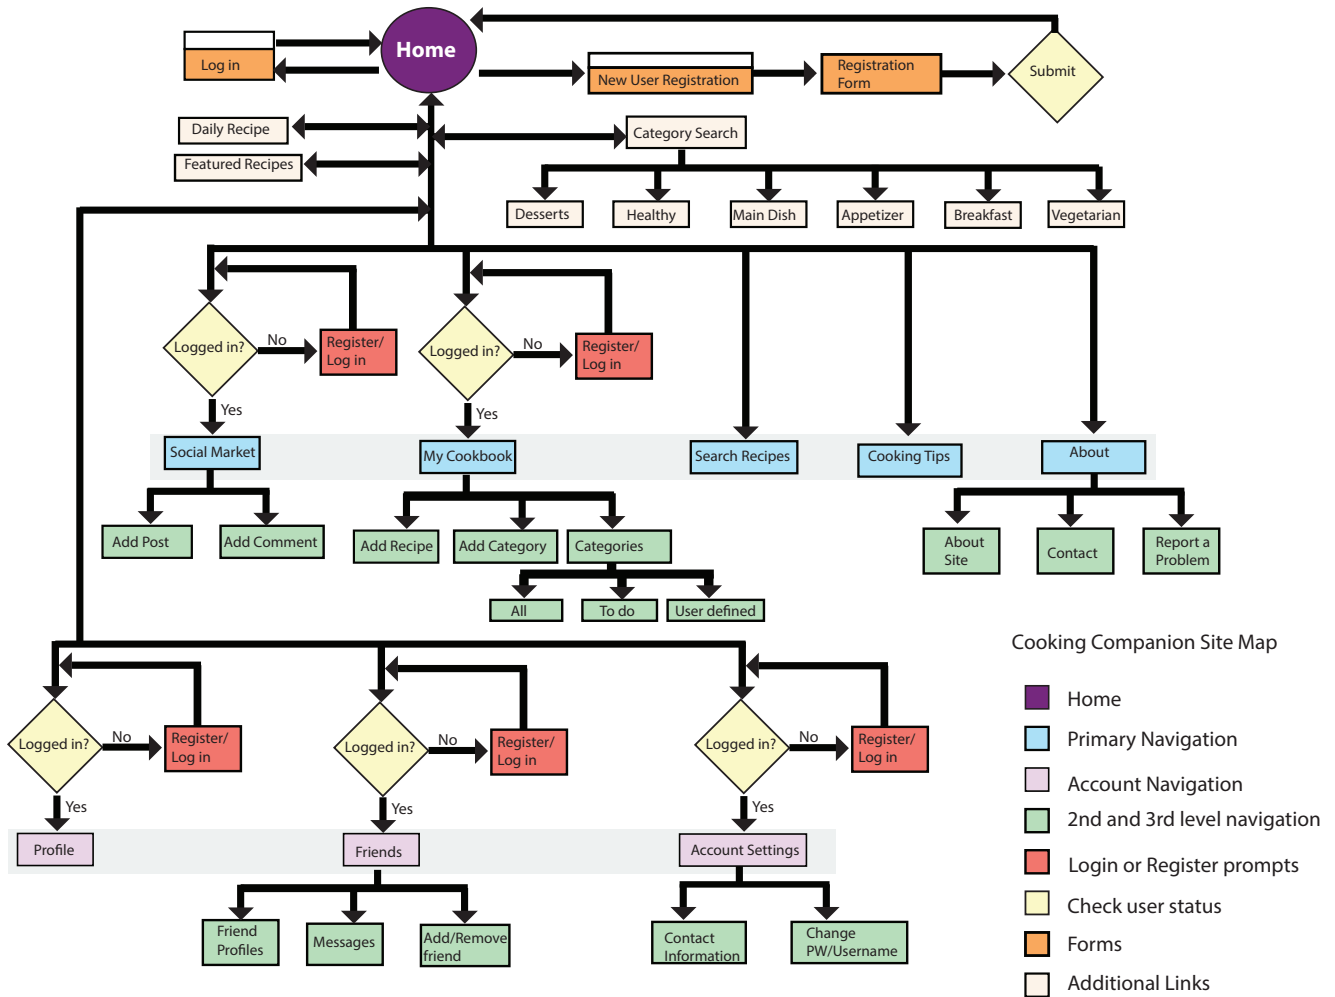 Home
Log in
New User Registration
Registration
Form
Submit
Daily Recipe
Category Search
Featured Recipes
Desserts
Healthy
Main Dish
Appetizer
Breakfast
Vegetarian
Logged in?
No
Register/
Log in
Logged in?
No
Register/
Log in
Yes
Yes
Social Market
My Cookbook
Search Recipes
Cooking Tips
About
Add Post
Add Comment
Add Recipe
Add Category
Categories
About
Site
Contact
Report a
Problem
All
To do
User defined
Cooking Companion Site Map
Home
Primary Navigation
Account Navigation
2nd and 3rd level navigation
Login or Register prompts
Check user status
Forms
Additional Links
Logged in?
No
Register/
Log in
Logged in?
No
Register/
Log in
Logged in?
No
Register/
Log in
Yes
Yes
Yes
Profile
Friends
Account Settings
Friend
Profiles
Messages
Add/Remove
friend
Contact
Information
Change
PW/Username